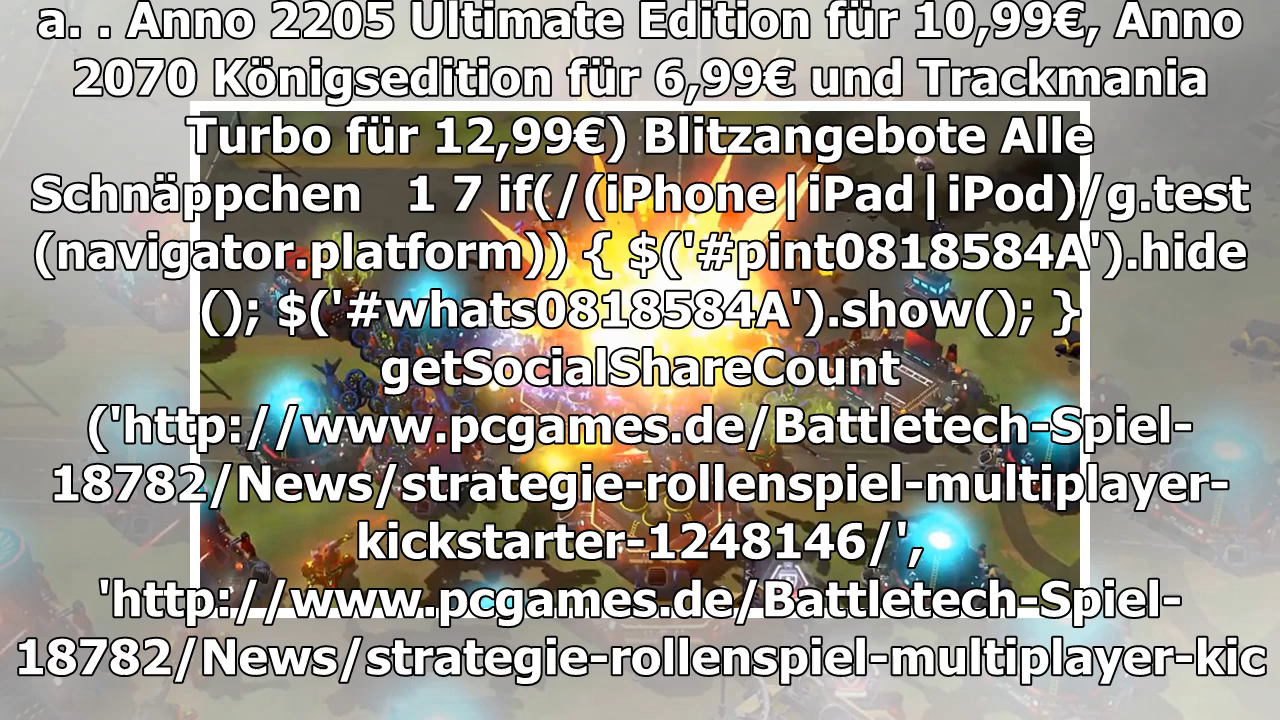 a. . Anno 2205 Ultimate Edition für 10,99€, Anno
2070 Königsedition für 6,99€ und Trackmania
Turbo für 12,99€) Blitzangebote Alle
Schnäppchen   1 7 if(/(iPhone|iPad|iPod)/g.test
(navigator.platform)) { $('#pint0818584A').hide
(); $('#whats0818584A').show(); }
getSocialShareCount
('http://www.pcgames.de/Battletech-Spiel-
18782/News/strategie-rollenspiel-multiplayer-
kickstarter-1248146/',
'http://www.pcgames.de/Battletech-Spiel-
18782/News/strategie-rollenspiel-multiplayer-kic